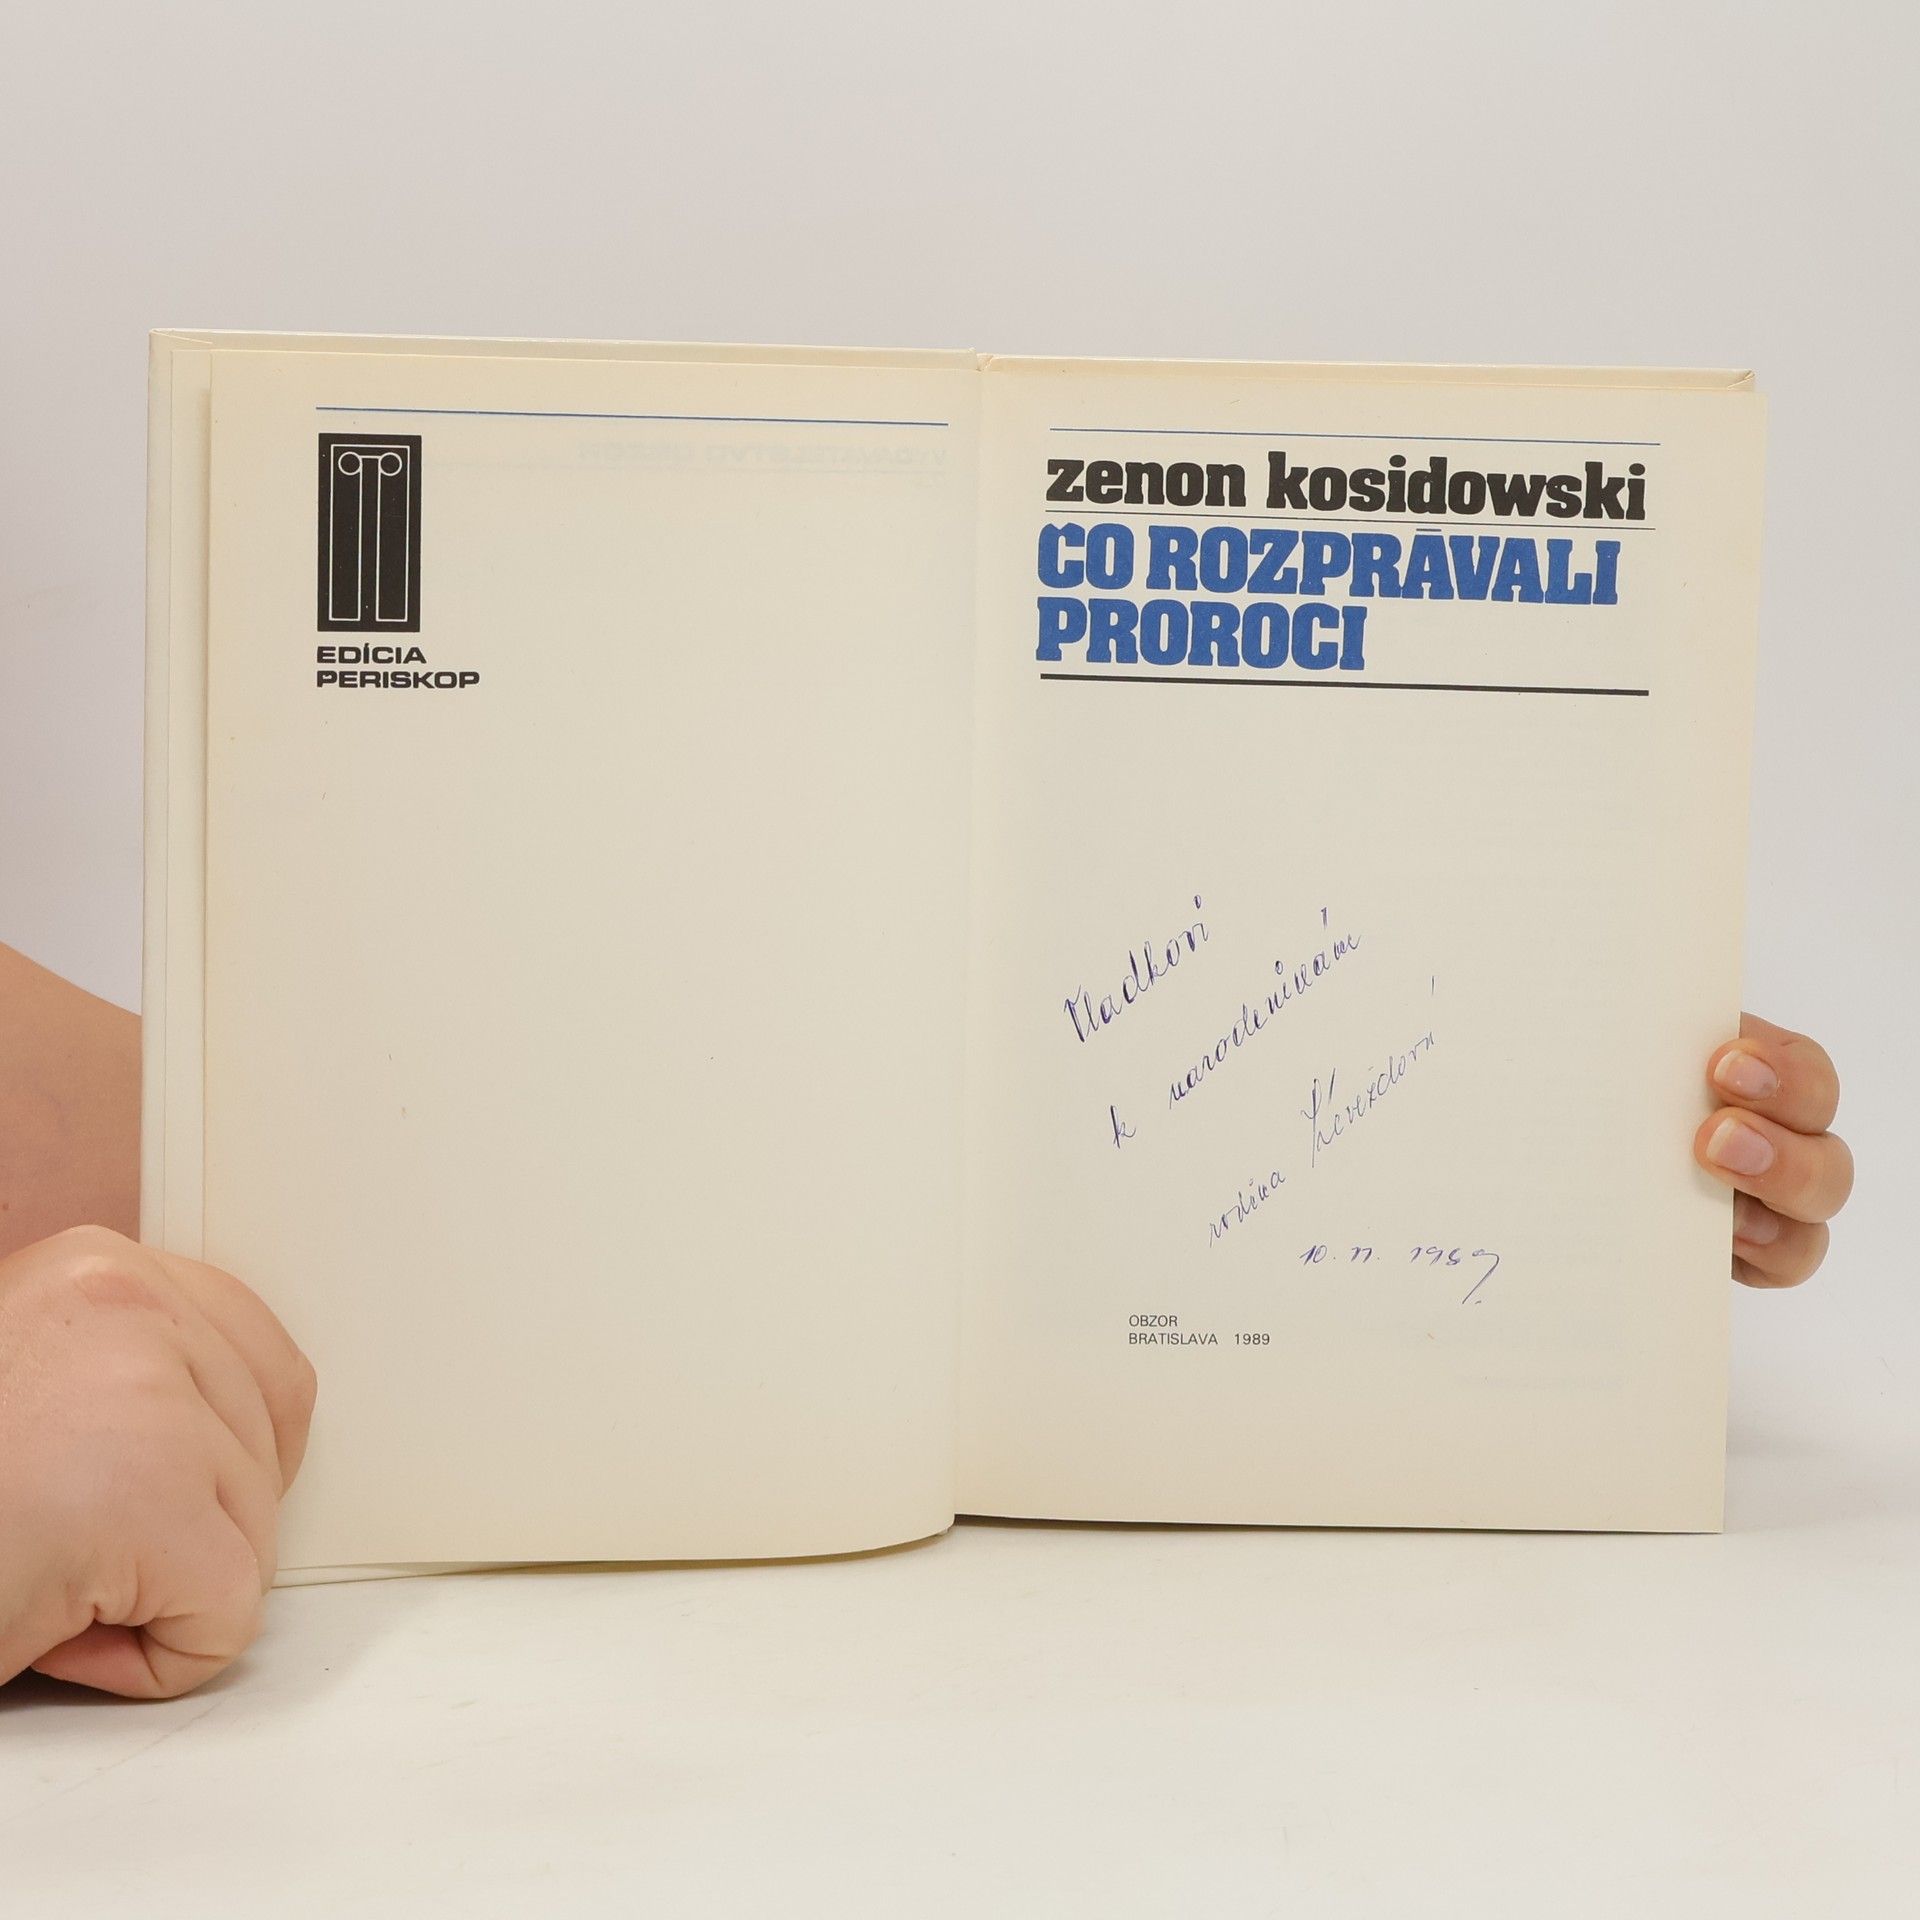 EDÍCIA
PERISKOP
zenon kosidowski
ČO ROZPRÁVALI
PROROCI
Vladkovi
k narodeninám
rodina
10. 11. 1989
OBZOR
BRATISLAVA 1989